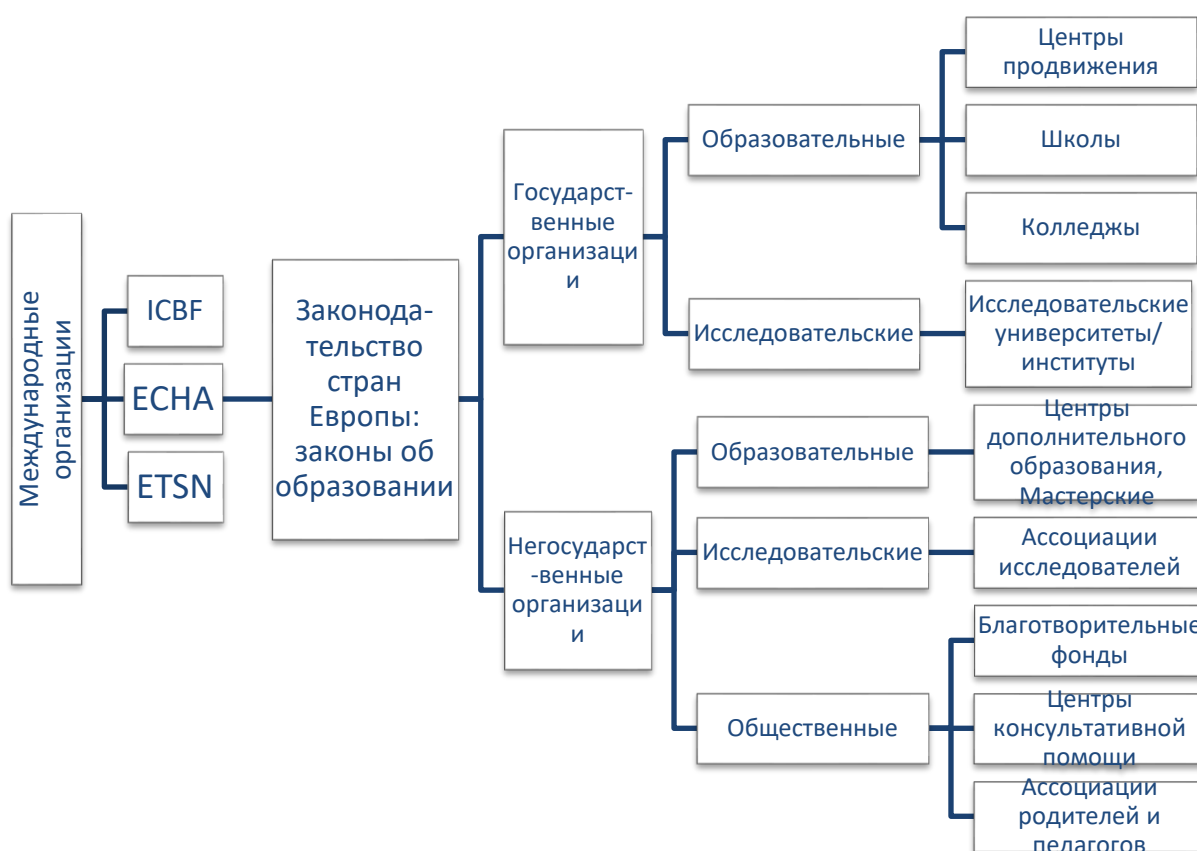 Международные
организации
ICBF
ECHA
ETSN
Законода-
тельство
стран
Европы:
законы об
образовании
Государст-
венные
организаци
и
Образовательные
Центры
продвижения
Школы
Колледжы
Исследовательские
Исследовательские
университеты/
институты
Негосударст
-венные
организаци
и
Образовательные
Центры
дополнительного
образования,
Мастерские
Исследовательские
Ассоциации
исследователей
Общественные
Благотворительные
фонды
Центры
консультативной
помощи
Ассоциации
родителей и
педагогов